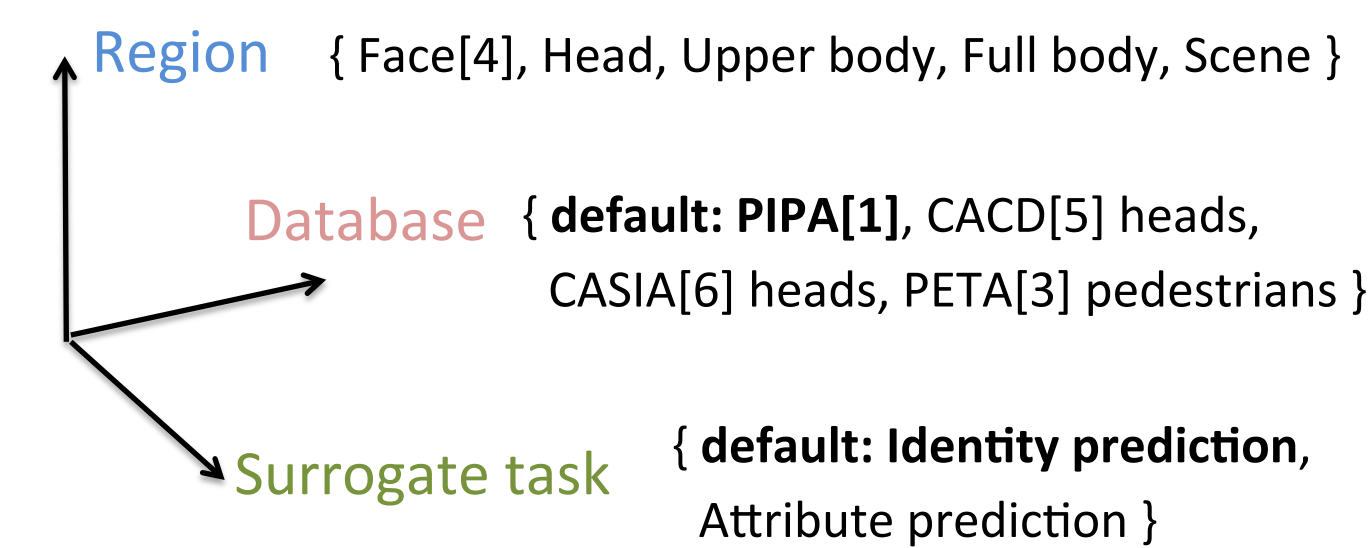 Region { Face[4], Head, Upper body, Full body, Scene }
Database { default: PIPA[1], CACD[5] heads,
CASIA[6] heads, PETA[3] pedestrians }
Surrogate task { default: Identity prediction,
Attribute prediction }